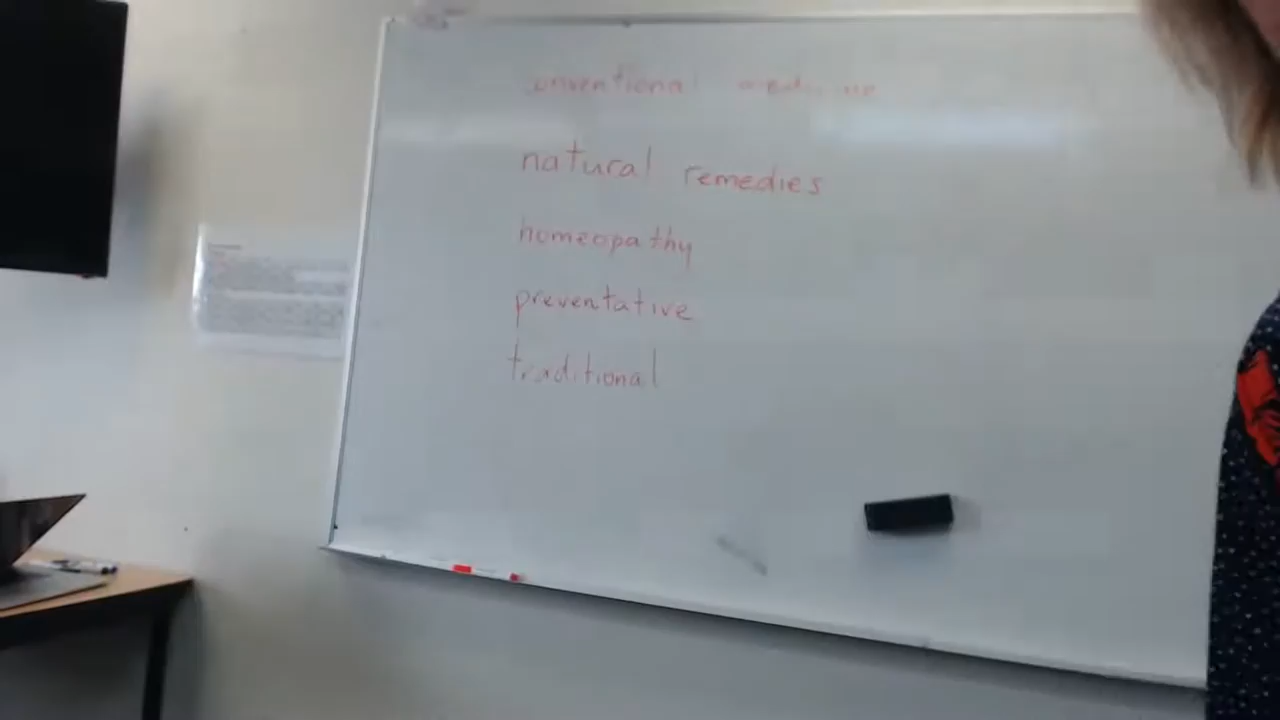 conventional medicine
natural remedies
homeopathy
preventative
traditional